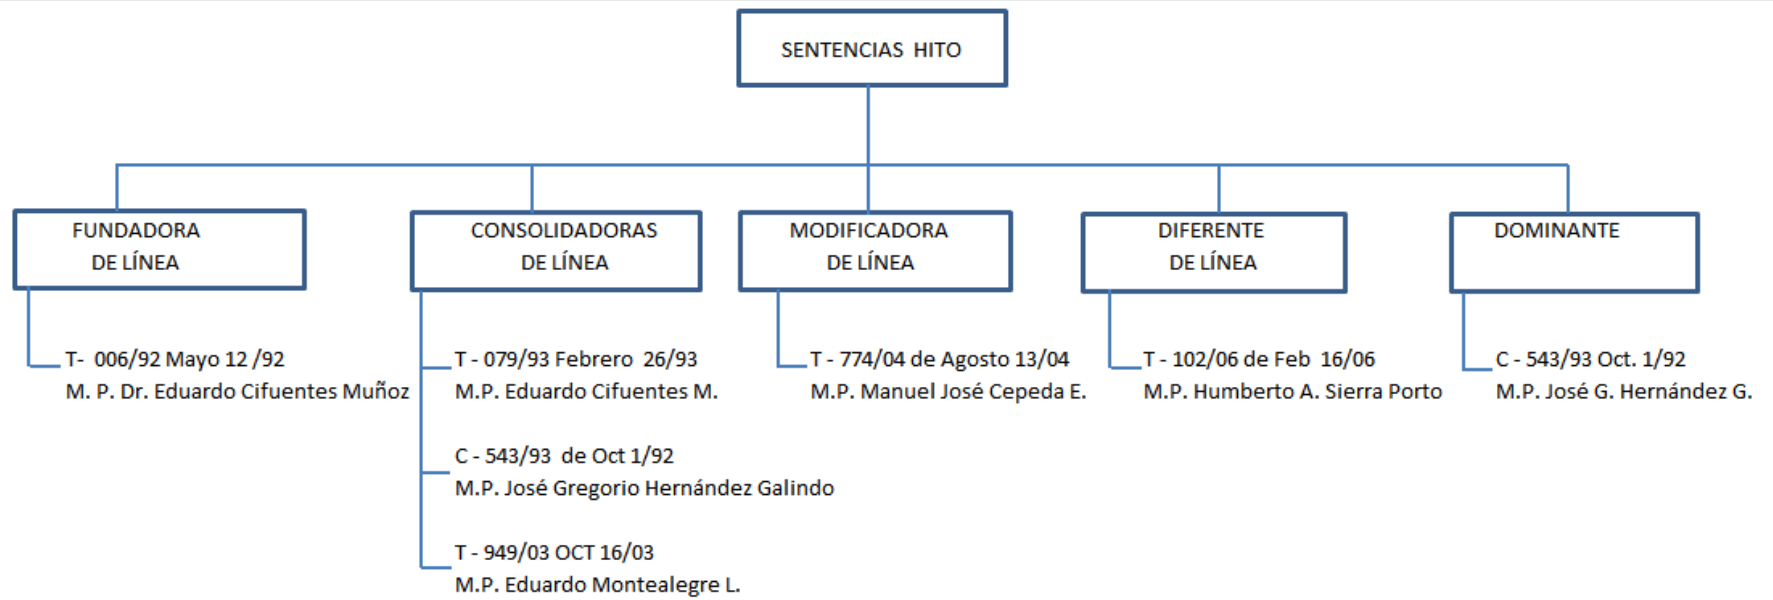 SENTENCIAS HITO
FUNDADORA
DE LÍNEA
T- 006/92 Mayo 12 /92
M. P. Dr. Eduardo Cifuentes Muñoz
CONSOLIDADORAS
DE LÍNEA
T - 079/93 Febrero 26/93
M.P. Eduardo Cifuentes M.
C - 543/93 de Oct 1/92
M.P. José Gregorio Hernández Galindo
T - 949/03 OCT 16/03
M.P. Eduardo Montealegre L.
MODIFICADORA
DE LÍNEA
T - 774/04 de Agosto 13/04
M.P. Manuel José Cepeda E.
DIFERENTE
DE LÍNEA
T - 102/06 de Feb 16/06
M.P. Humberto A. Sierra Porto
DOMINANTE
C - 543/93 Oct. 1/92
M.P. José G. Hernández G.